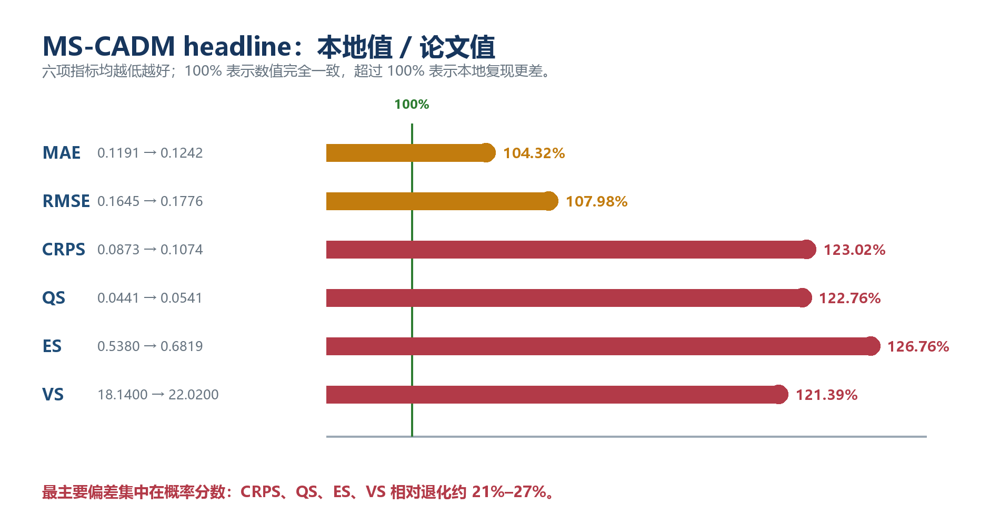 MS-CADM headline：本地值 / 论文值
六项指标均越低越好；100% 表示数值完全一致，超过 100% 表示本地复现更差。
100%
MAE 0.1191 → 0.1242 104.32%
RMSE 0.1645 → 0.1776 107.98%
CRPS 0.0873 → 0.1074 123.02%
QS 0.0441 → 0.0541 122.76%
ES 0.5380 → 0.6819 126.76%
VS 18.1400 → 22.0200 121.39%
最主要偏差集中在概率分数：CRPS、QS、ES、VS 相对退化约 21%–27%。